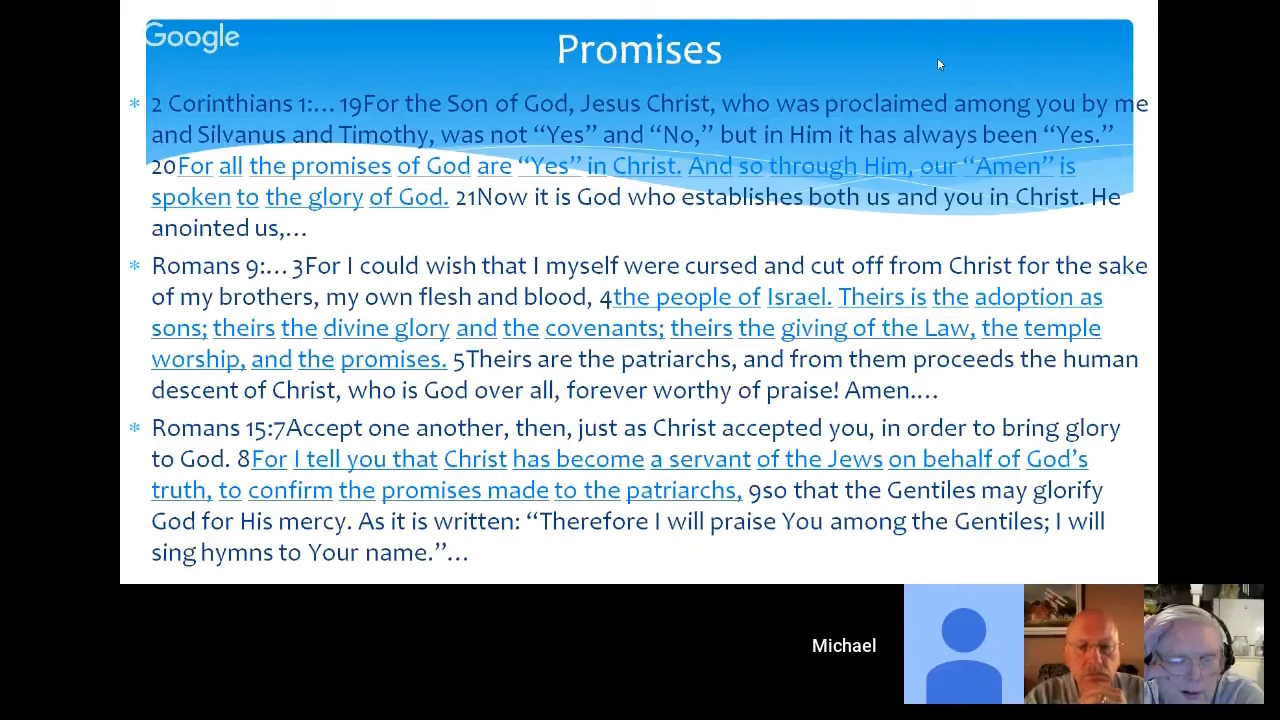 Google
Promises
* 2 Corinthians 1:… 19For the Son of God, Jesus Christ, who was proclaimed among you by me
and Silvanus and Timothy, was not “Yes” and “No,” but in Him it has always been “Yes.”
20For all the promises of God are “Yes” in Christ. And so through Him, our “Amen” is
spoken to the glory of God. 21Now it is God who establishes both us and you in Christ. He
anointed us,…
* Romans 9:… 3For I could wish that I myself were cursed and cut off from Christ for the sake
of my brothers, my own flesh and blood, 4the people of Israel. Theirs is the adoption as
sons; theirs the divine glory and the covenants; theirs the giving of the Law, the temple
worship, and the promises. 5Theirs are the patriarchs, and from them proceeds the human
descent of Christ, who is God over all, forever worthy of praise! Amen.…
* Romans 15:7Accept one another, then, just as Christ accepted you, in order to bring glory
to God. 8For I tell you that Christ has become a servant of the Jews on behalf of God’s
truth, to confirm the promises made to the patriarchs, 9so that the Gentiles may glorify
God for His mercy. As it is written: “Therefore I will praise You among the Gentiles; I will
sing hymns to Your name.”…
Michael